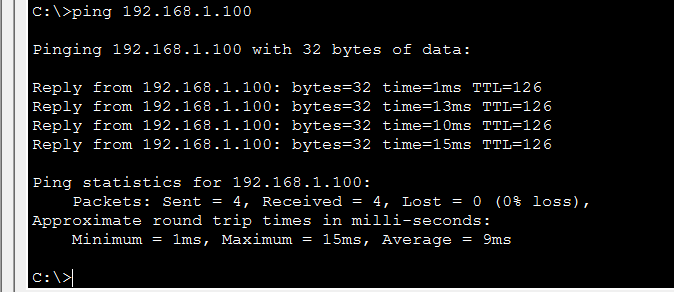 C:\>ping 192.168.1.100
Pinging 192.168.1.100 with 32 bytes of data:
Reply from 192.168.1.100: bytes=32 time=1ms TTL=126
Reply from 192.168.1.100: bytes=32 time=13ms TTL=126
Reply from 192.168.1.100: bytes=32 time=10ms TTL=126
Reply from 192.168.1.100: bytes=32 time=15ms TTL=126
Ping statistics for 192.168.1.100:
Packets: Sent = 4, Received = 4, Lost = 0 (0% loss),
Approximate round trip times in milli-seconds:
Minimum = 1ms, Maximum = 15ms, Average = 9ms
C:\>